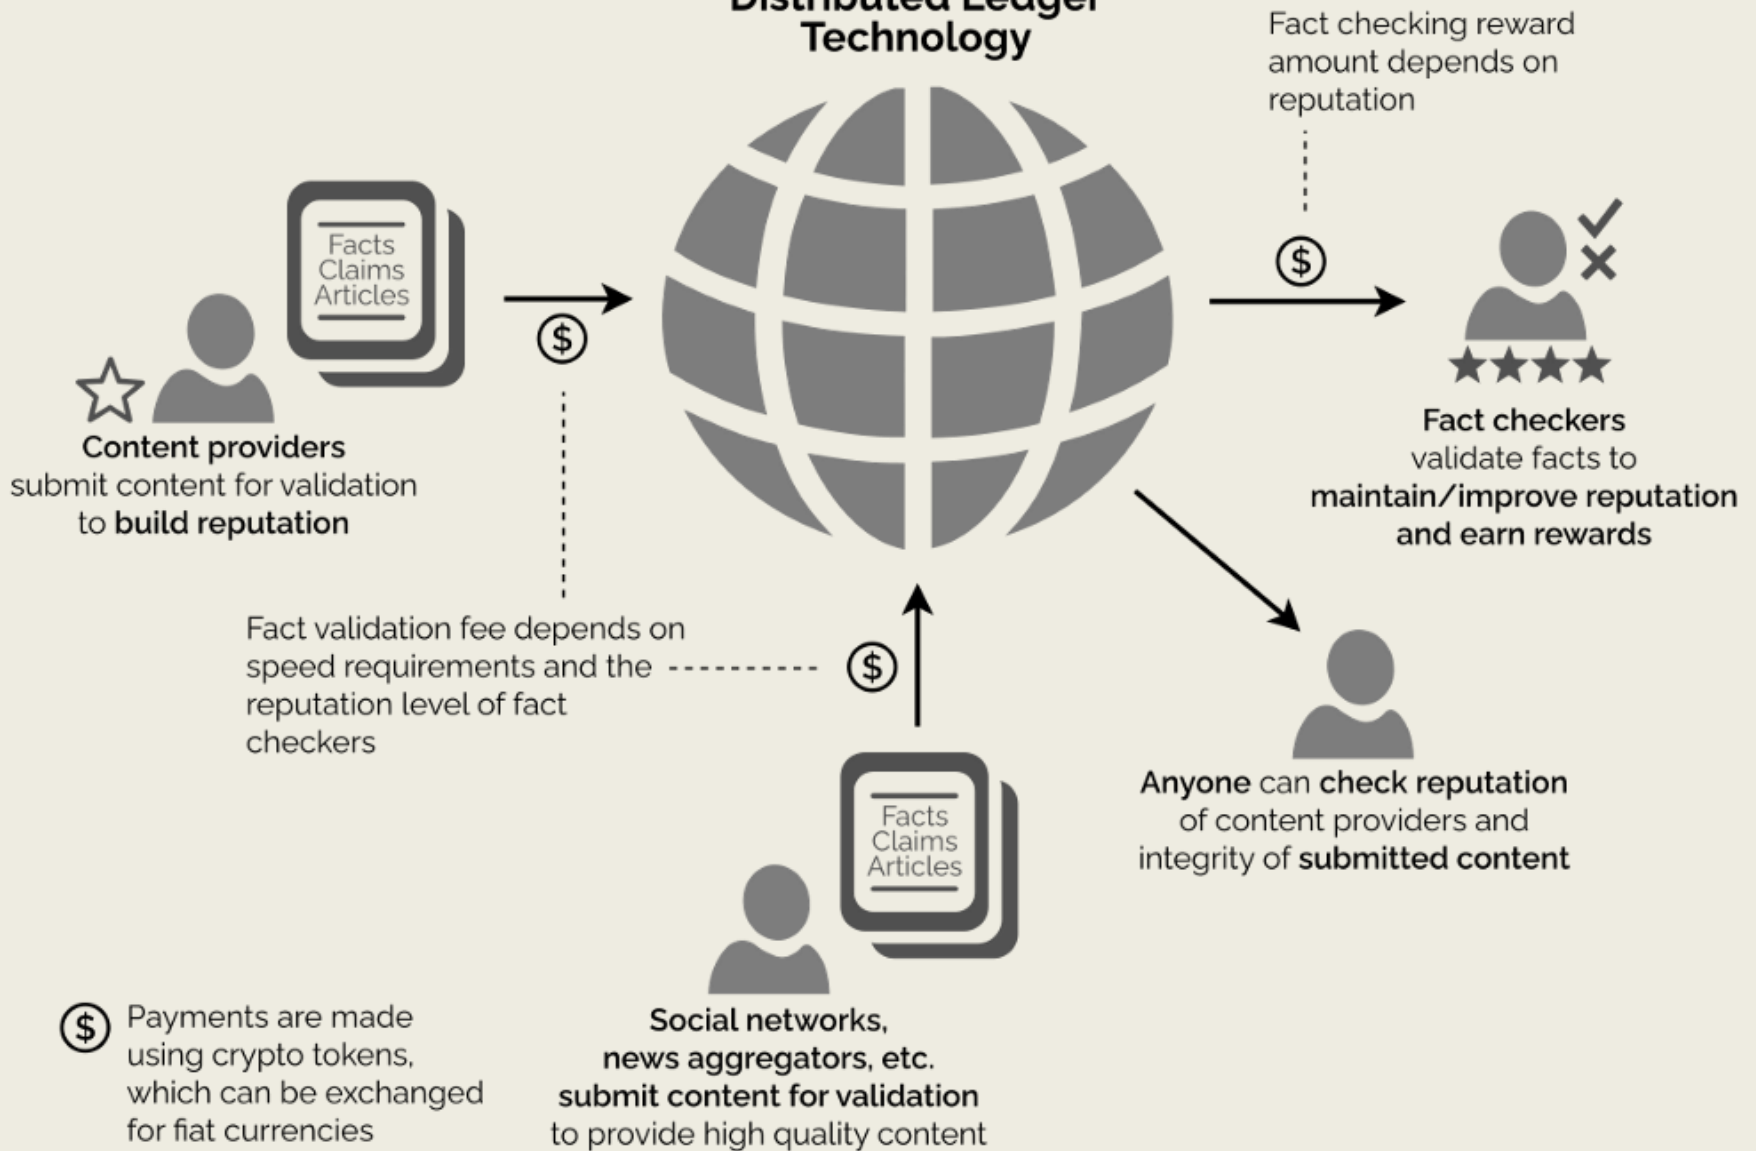 Distributed Ledger
Technology
Fact checking reward
amount depends on
reputation
Facts
Claims
Articles
$
$
Content providers
submit content for validation
to build reputation
Fact checkers
validate facts to
maintain/improve reputation
and earn rewards
Fact validation fee depends on
speed requirements and the
reputation level of fact
checkers
$
Facts
Claims
Articles
Anyone can check reputation
of content providers and
integrity of submitted content
$
Payments are made
using crypto tokens,
which can be exchanged
for fiat currencies
Social networks,
news aggregators, etc.
submit content for validation
to provide high quality content